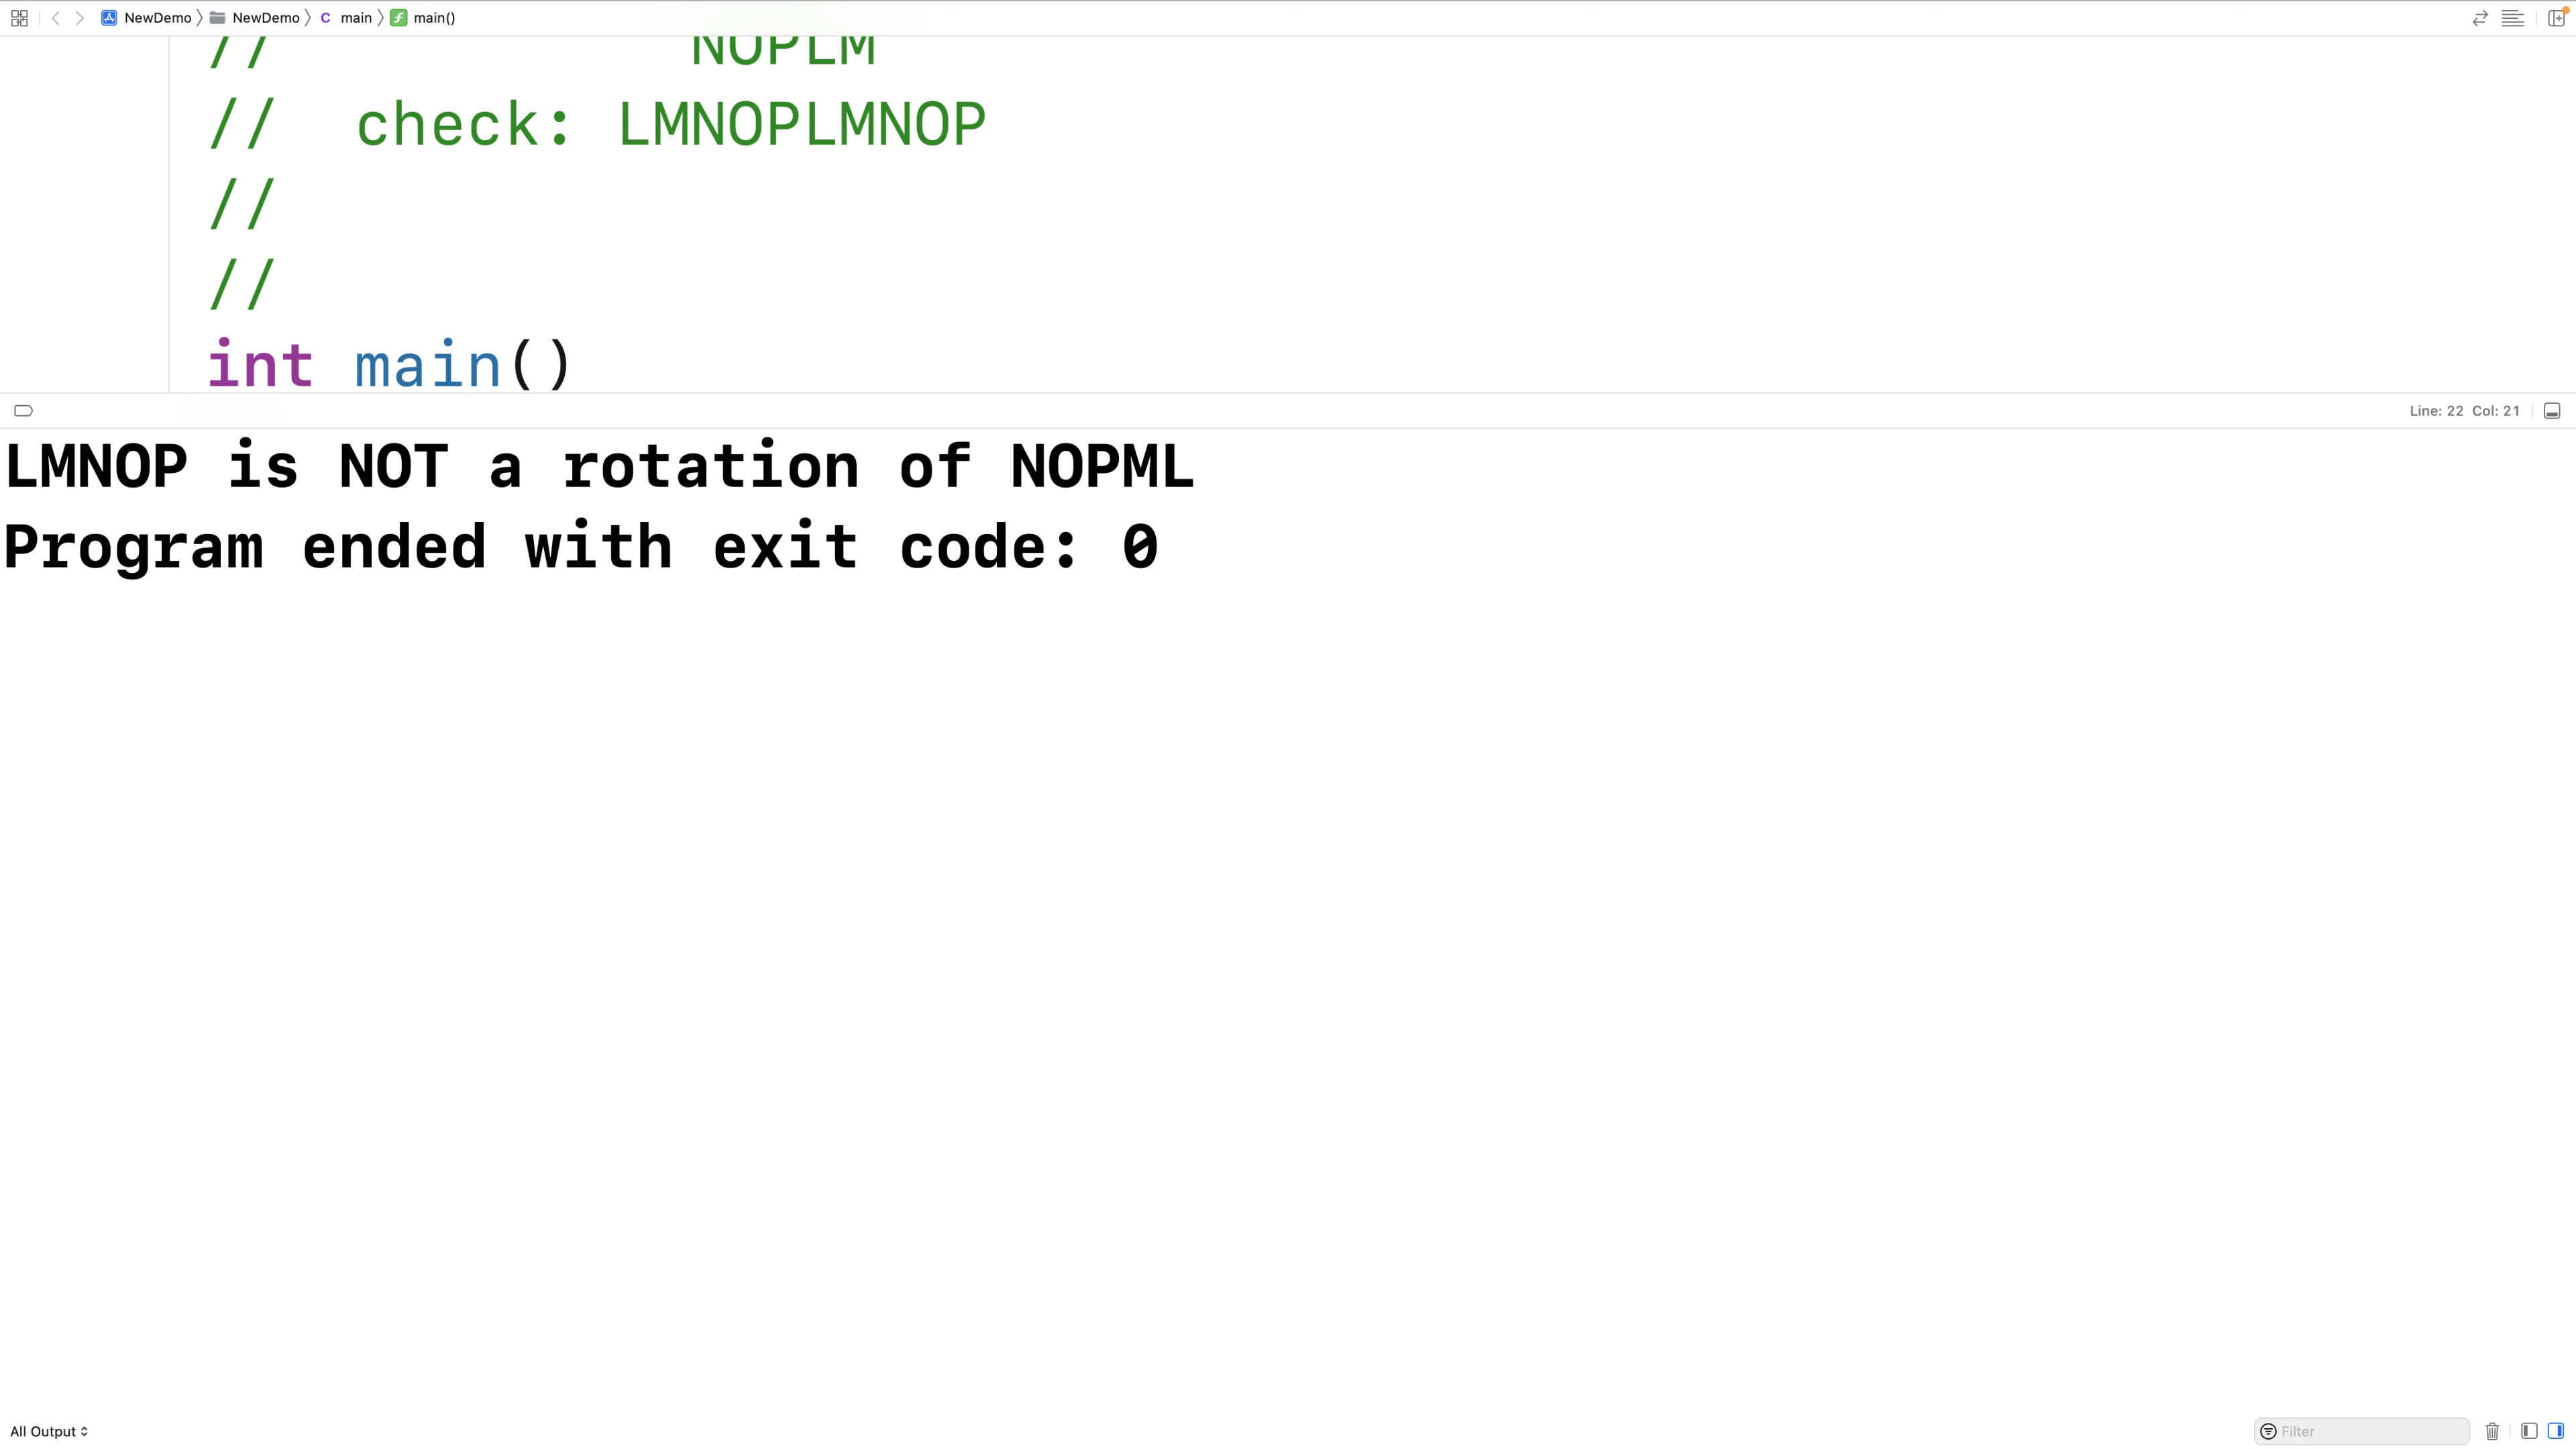 NewDemo NewDemo C main f main()
// NOPLM
// check: LMNOPLMNOP
//
//
int main()
Line: 22 Col: 21
LMNOP is NOT a rotation of NOPML
Program ended with exit code: 0
All Output
Filter